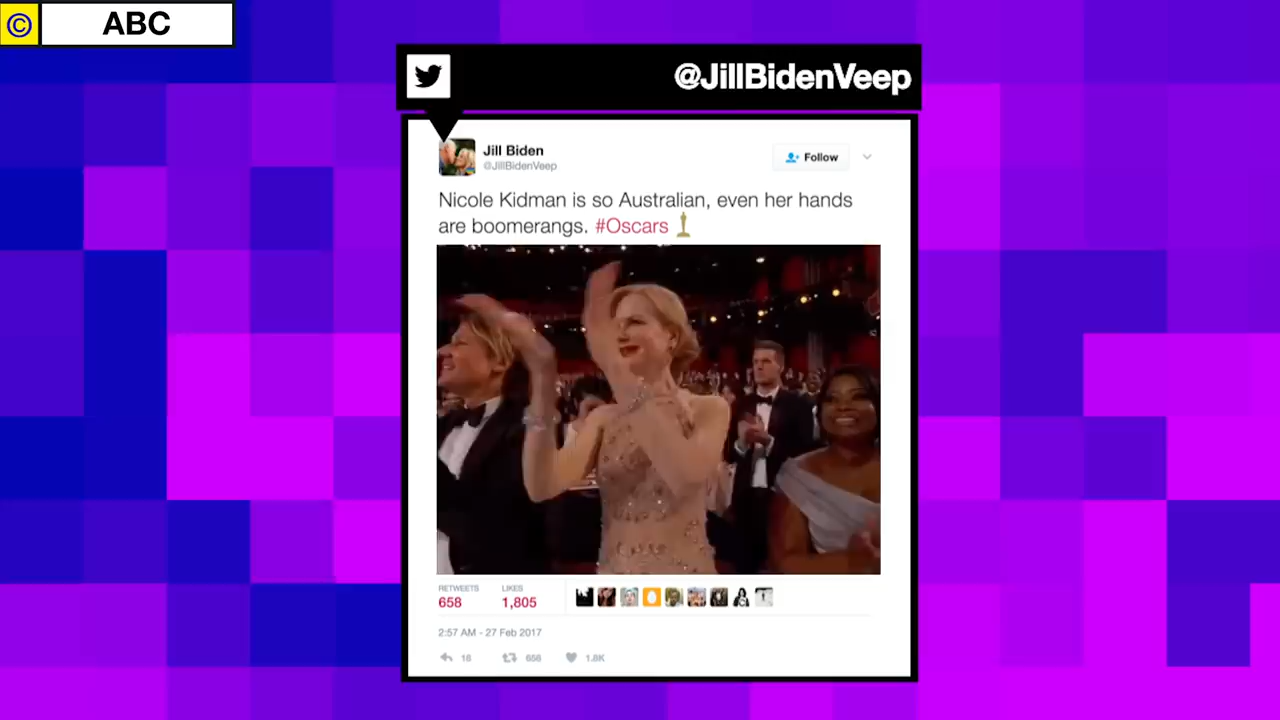 © ABC
@JillBidenVeep
Jill Biden
@JillBidenVeep
Follow
Nicole Kidman is so Australian, even her hands
are boomerangs. #Oscars
RETWEETS LIKES
658 1,805
2:57 AM - 27 Feb 2017
16 658 1.8K